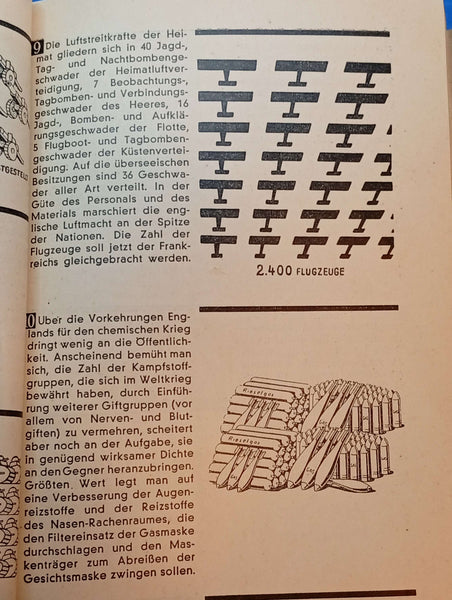 9 Die Luftstreitkräfte der Hei-
mat gliedern sich in 40 Jagd-,
Tag- und Nachtbombenge-
schwader der Heimatluftver-
teidigung, 7 Beobachtungs-,
Tagbomben- und Verbindungs-
geschwader des Heeres, 16
Jagd-, Bomben- und Aufklä-
rungsgeschwader der Flotte,
5 Flugboot- und Tagbomben-
geschwader der Küstenvertei-
digung. Auf die überseeischen
Besitzungen sind 36 Geschwa-
der aller Art verteilt. In der
Güte des Personals und des
Materials marschiert die eng-
lische Luftmacht an der Spitze
der Nationen. Die Zahl der
Flugzeuge soll jetzt der Frank-
reichs gleichgebracht werden.
2.400 FLUGZEUGE
0 Uber die Vorkehrungen Eng-
lands für den chemischen Krieg
dringt wenig an die Öffentlich-
keit. Anscheinend bemüht man
sich, die Zahl der Kampfstoff-
gruppen, die sich im Weltkrieg
bewährt haben, durch Einfüh-
rung weiterer Giftgruppen (vor
allem von Nerven- und Blut-
giften) zu vermehren, scheitert
aber noch an der Aufgabe, sie
in genügend wirksamer Dichte
an den Gegner heranzubringen.
Größten. Wert legt man auf
eine Verbesserung der Augen-
reizstoffe und der Reizstoffe
des Nasen-Rachenraumes, die
den Filtereinsatz der Gasmaske
durchschlagen und den Mas-
kenträger zum Abreißen der
Gesichtsmaske zwingen sollen.
Rieselgas
Rieselgas